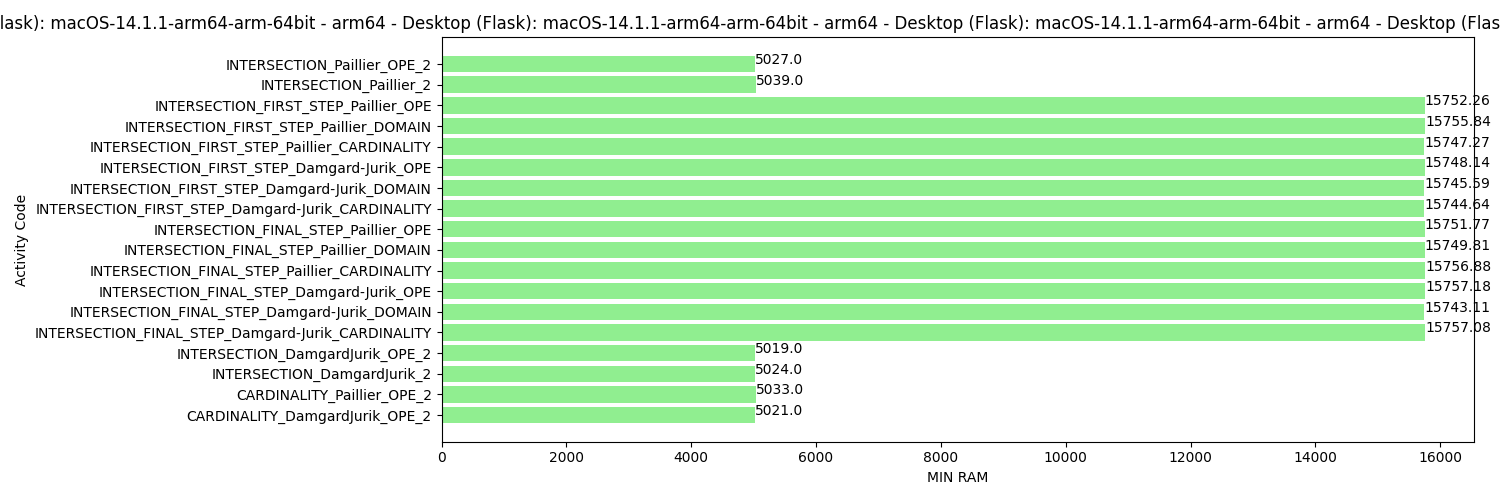 lask): macOS-14.1.1-arm64-arm-64bit - arm64 - Desktop (Flask): macOS-14.1.1-arm64-arm-64bit - arm64 - Desktop (Flask): macOS-14.1.1-arm64-arm-64bit - arm64 - Desktop (Flas
INTERSECTION_Paillier_OPE_2 5027.0
INTERSECTION_Paillier_2 5039.0
INTERSECTION_FIRST_STEP_Paillier_OPE 15752.26
INTERSECTION_FIRST_STEP_Paillier_DOMAIN 15755.84
INTERSECTION_FIRST_STEP_Paillier_CARDINALITY 15747.27
INTERSECTION_FIRST_STEP_Damgard-Jurik_OPE 15748.14
INTERSECTION_FIRST_STEP_Damgard-Jurik_DOMAIN 15745.59
INTERSECTION_FIRST_STEP_Damgard-Jurik_CARDINALITY 15744.64
INTERSECTION_FINAL_STEP_Paillier_OPE 15751.77
INTERSECTION_FINAL_STEP_Paillier_DOMAIN 15749.81
INTERSECTION_FINAL_STEP_Paillier_CARDINALITY 15756.88
INTERSECTION_FINAL_STEP_Damgard-Jurik_OPE 15757.18
INTERSECTION_FINAL_STEP_Damgard-Jurik_DOMAIN 15743.11
INTERSECTION_FINAL_STEP_Damgard-Jurik_CARDINALITY 15757.08
INTERSECTION_DamgardJurik_OPE_2 5019.0
INTERSECTION_DamgardJurik_2 5024.0
CARDINALITY_Paillier_OPE_2 5033.0
CARDINALITY_DamgardJurik_OPE_2 5021.0
Activity Code
0 2000 4000 6000 8000 10000 12000 14000 16000
MIN RAM